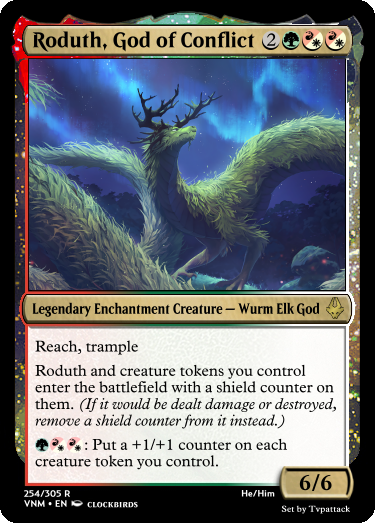 Roduth, God of Conflict 2
Legendary Enchantment Creature — Wurm Elk God
Reach, trample
Roduth and creature tokens you control
enter the battlefield with a shield counter on
them. (If it would be dealt damage or destroyed,
remove a shield counter from it instead.)
: Put a +1/+1 counter on each
creature token you control.
6/6
254/305 R
He/Him
VNM • EN CLOCKBIRDS
Set by Tvpattack